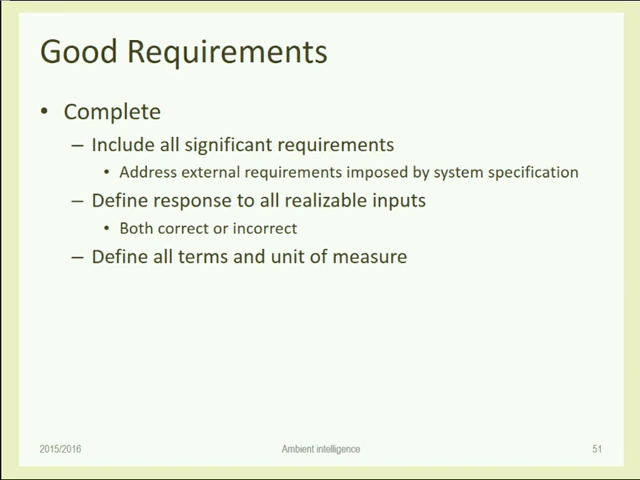 Good Requirements
• Complete
– Include all significant requirements
• Address external requirements imposed by system specification
– Define response to all realizable inputs
• Both correct or incorrect
– Define all terms and unit of measure
2015/2016 Ambient intelligence 51